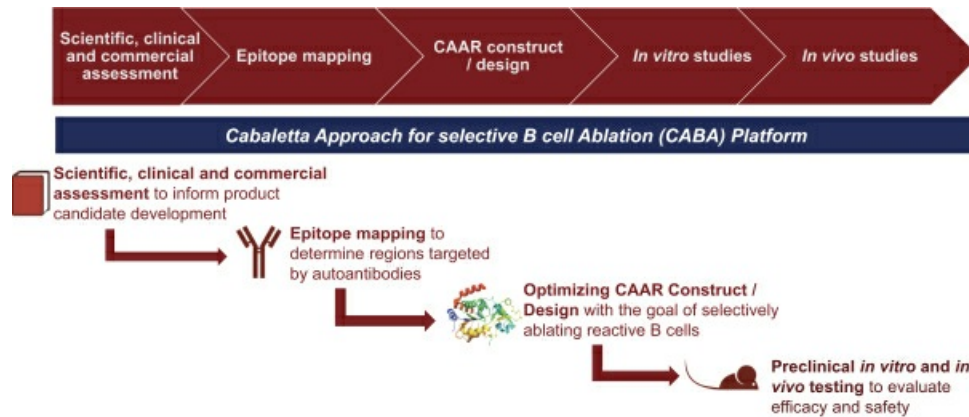 Scientific, clinical
and commercial
assessment
Epitope mapping
CAAR construct
/ design
In vitro studies
In vivo studies
Cabaletta Approach for selective B cell Ablation (CABA) Platform
Scientific, clinical and commercial
assessment to inform product
candidate development
Epitope mapping to
determine regions targeted
by autoantibodies
Optimizing CAAR Construct /
Design with the goal of selectively
ablating reactive B cells
Preclinical in vitro and in
vivo testing to evaluate
efficacy and safety